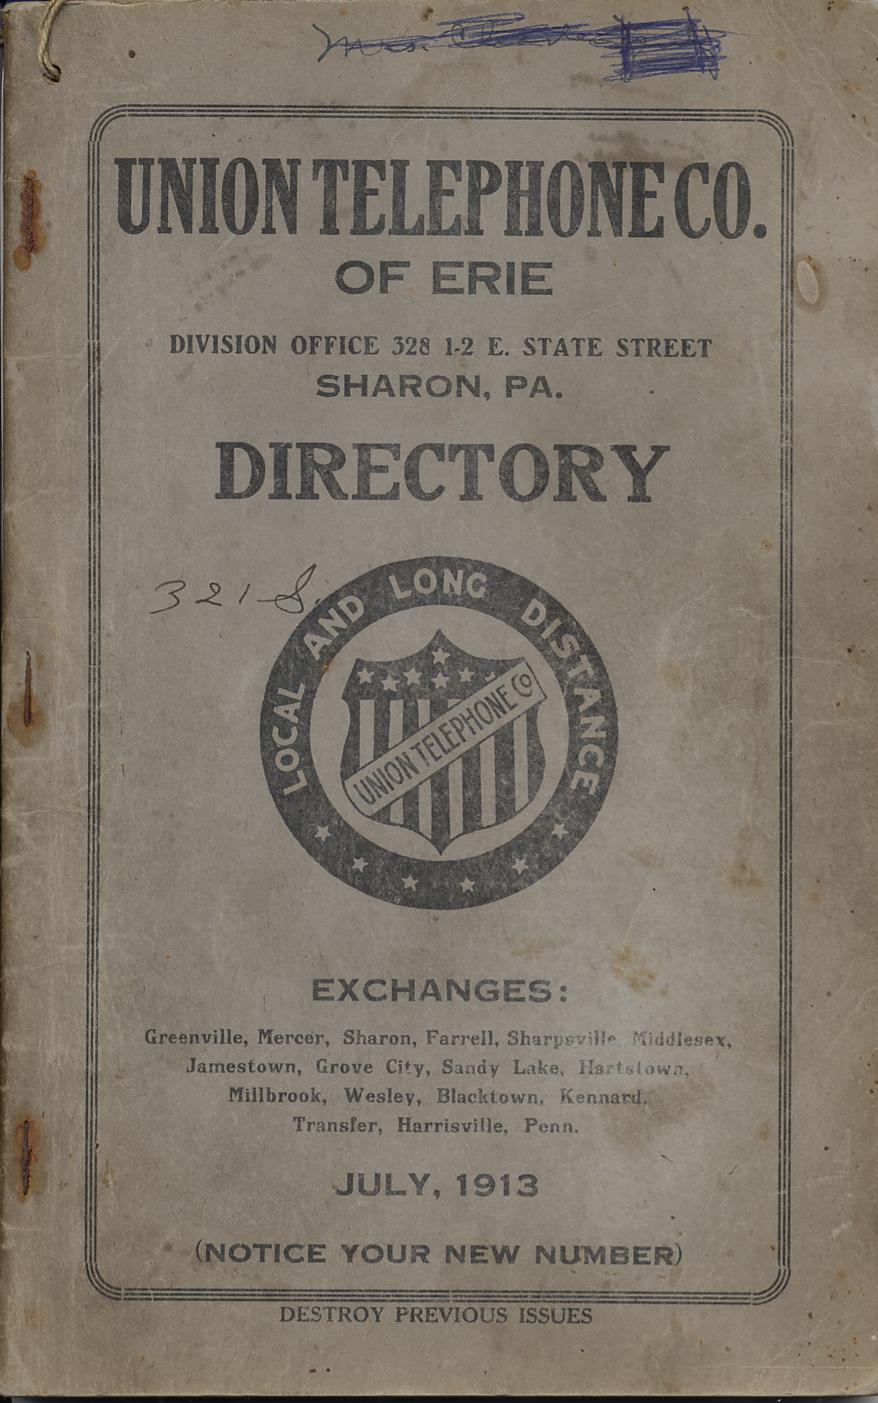 Mrs.
UNION TELEPHONE CO.
OF ERIE
DIVISION OFFICE 328 1-2 E. STATE STREET
SHARON, PA.
DIRECTORY
321 S.
LOCAL AND LONG DISTANCE
UNION TELEPHONE CO
EXCHANGES:
Greenville, Mercer, Sharon, Farrell, Sharpsville Middlesex,
Jamestown, Grove City, Sandy Lake, Hartstown,
Millbrook, Wesley, Blacktown, Kennard,
Transfer, Harrisville, Penn.
JULY, 1913
(NOTICE YOUR NEW NUMBER)
DESTROY PREVIOUS ISSUES